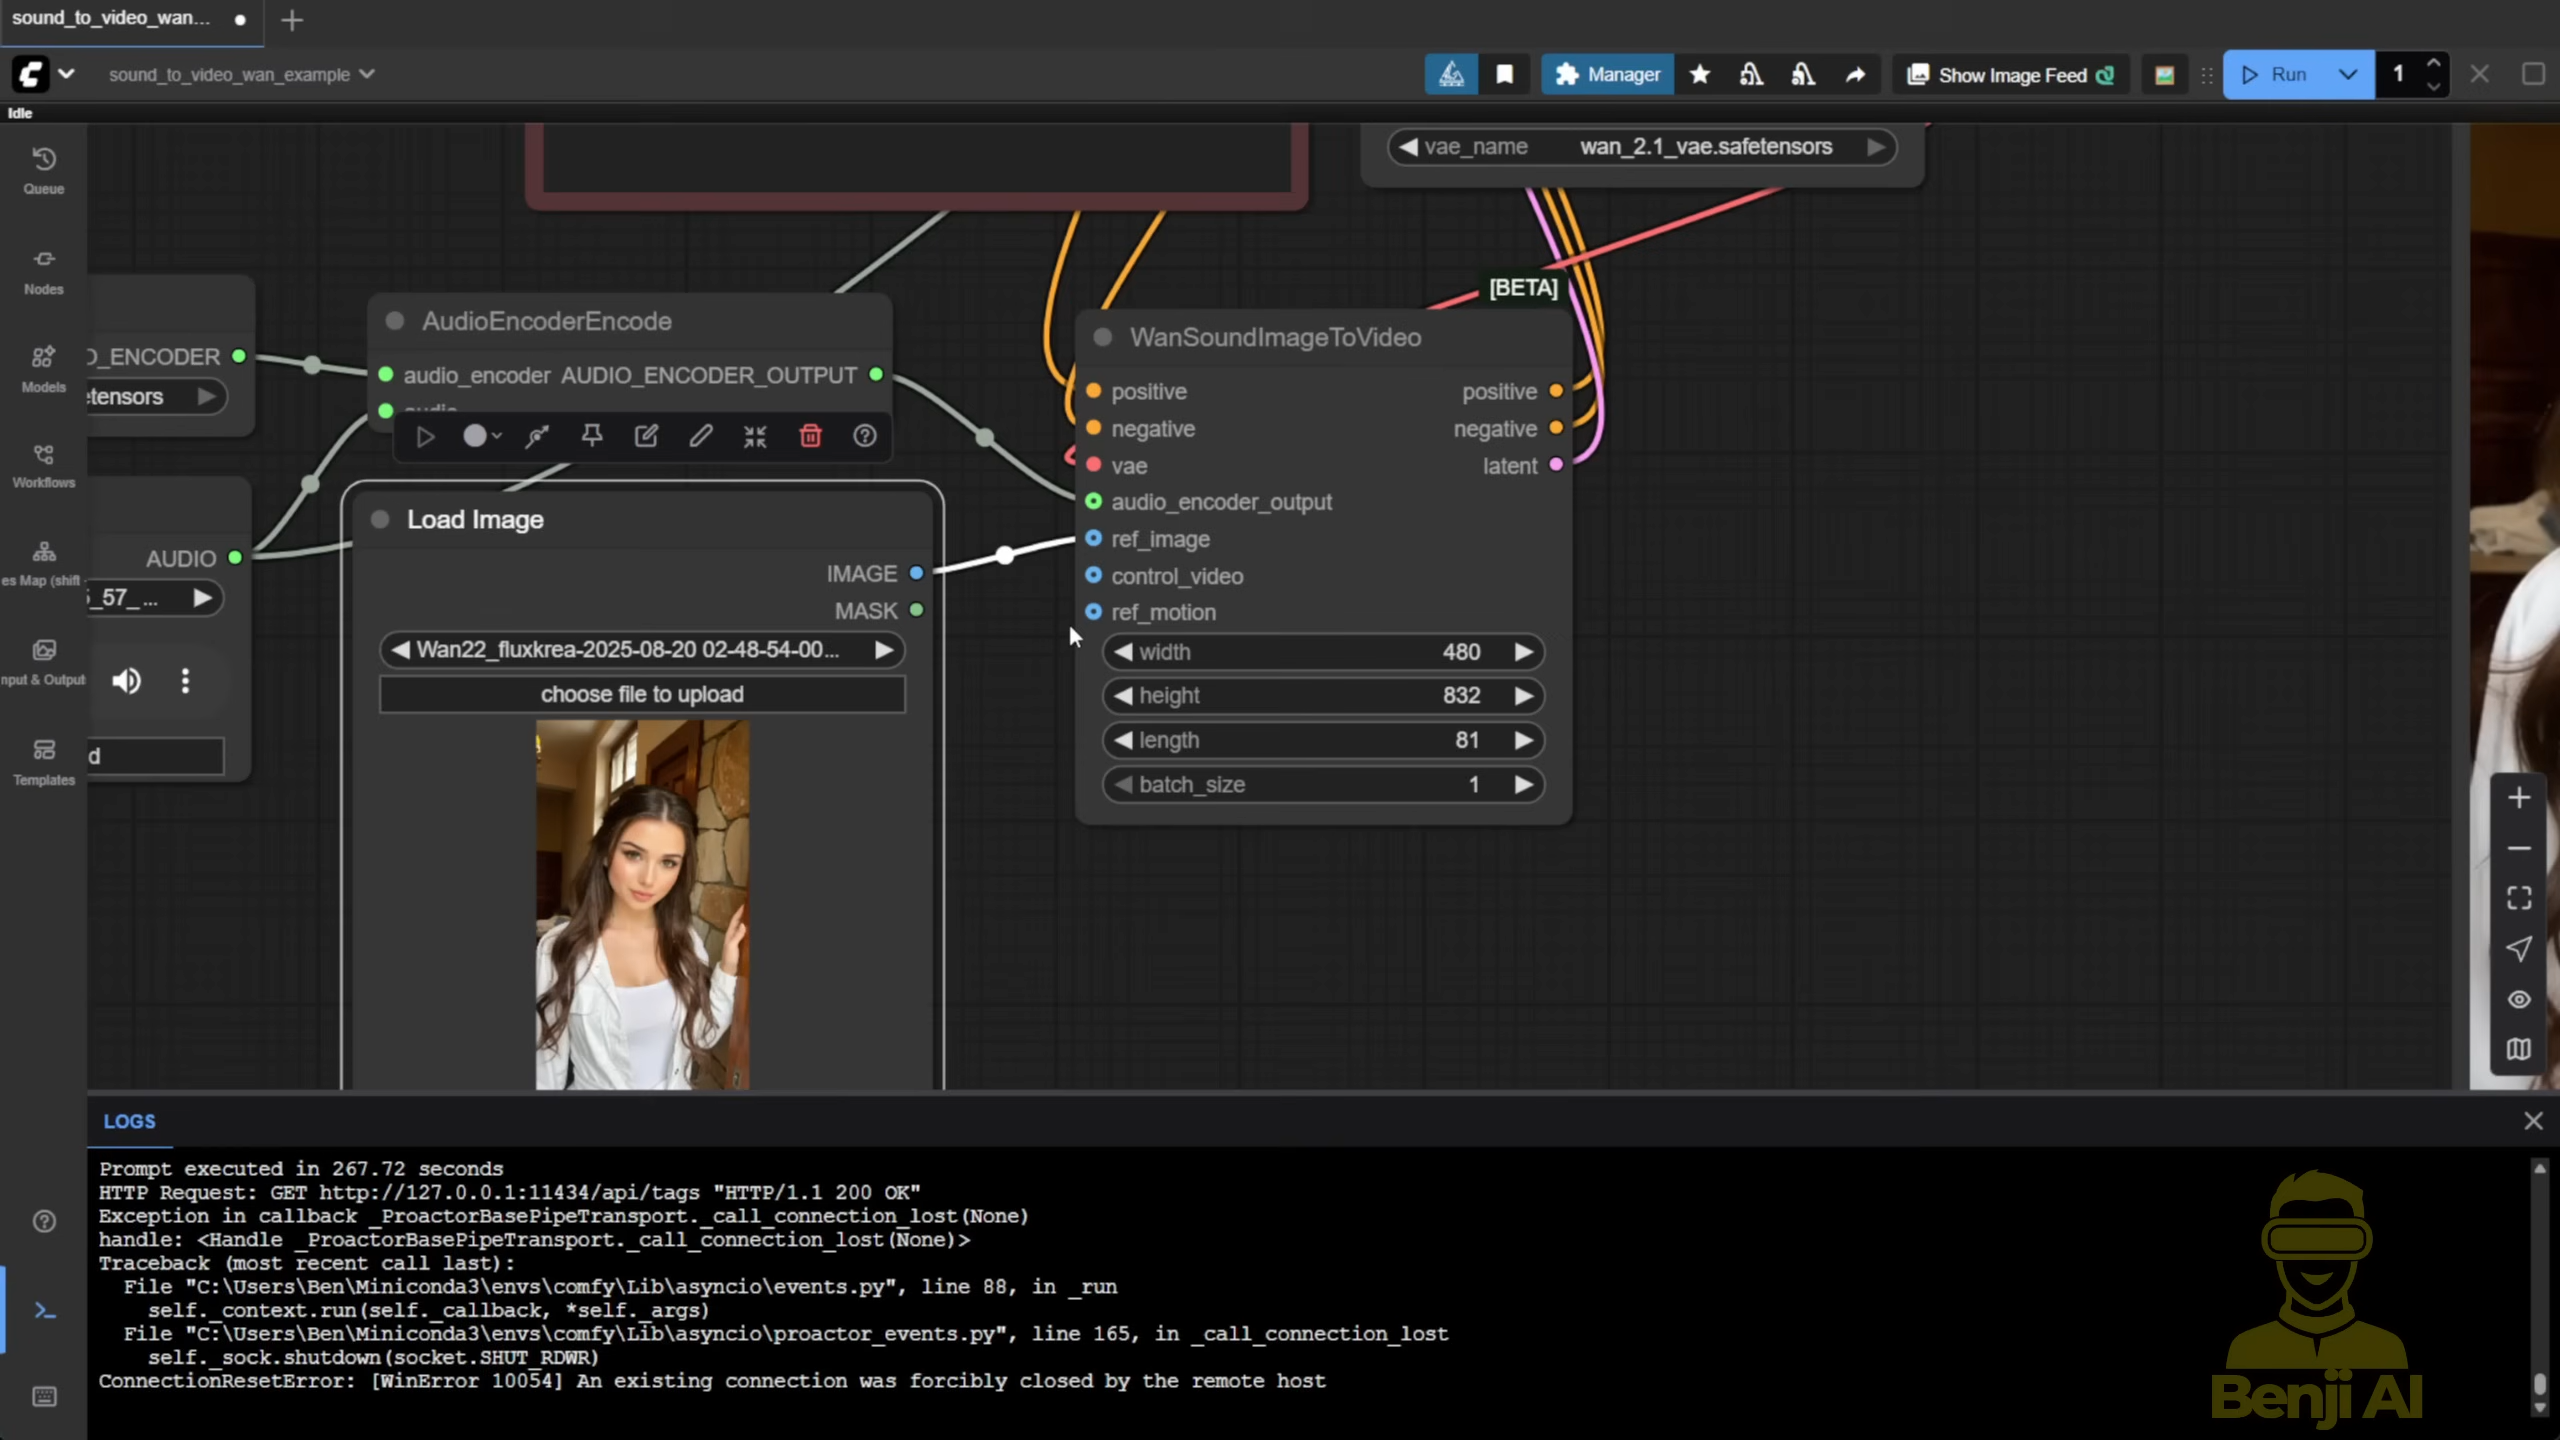 sound_to_video_wan...
sound_to_video_wan_example
Manager
Show Image Feed
Run
1
Idle
Queue
Nodes
Models
Workflows
es Map (shift
nput & Output
Templates
vae_name wan_2.1_vae.safetensors
[BETA]
O_ENCODER
etensors
AudioEncoderEncode
audio_encoder AUDIO_ENCODER_OUTPUT
audio
AUDIO
5_57_ ...
d
Load Image
IMAGE
MASK
Wan22_fluxkrea-2025-08-20 02-48-54-00...
choose file to upload
WanSoundImageToVideo
positive positive
negative negative
vae latent
audio_encoder_output
ref_image
control_video
ref_motion
width 480
height 832
length 81
batch_size 1
LOGS
Prompt executed in 267.72 seconds
HTTP Request: GET http://127.0.0.1:11434/api/tags "HTTP/1.1 200 OK"
Exception in callback _ProactorBasePipeTransport._call_connection_lost(None)
handle: <Handle _ProactorBasePipeTransport._call_connection_lost(None)>
Traceback (most recent call last):
File "C:\Users\Ben\Miniconda3\envs\comfy\Lib\asyncio\events.py", line 88, in _run
self._context.run(self._callback, *self._args)
File "C:\Users\Ben\Miniconda3\envs\comfy\Lib\asyncio\proactor_events.py", line 165, in _call_connection_lost
self._sock.shutdown(socket.SHUT_RDWR)
ConnectionResetError: [WinError 10054] An existing connection was forcibly closed by the remote host
Benji AI